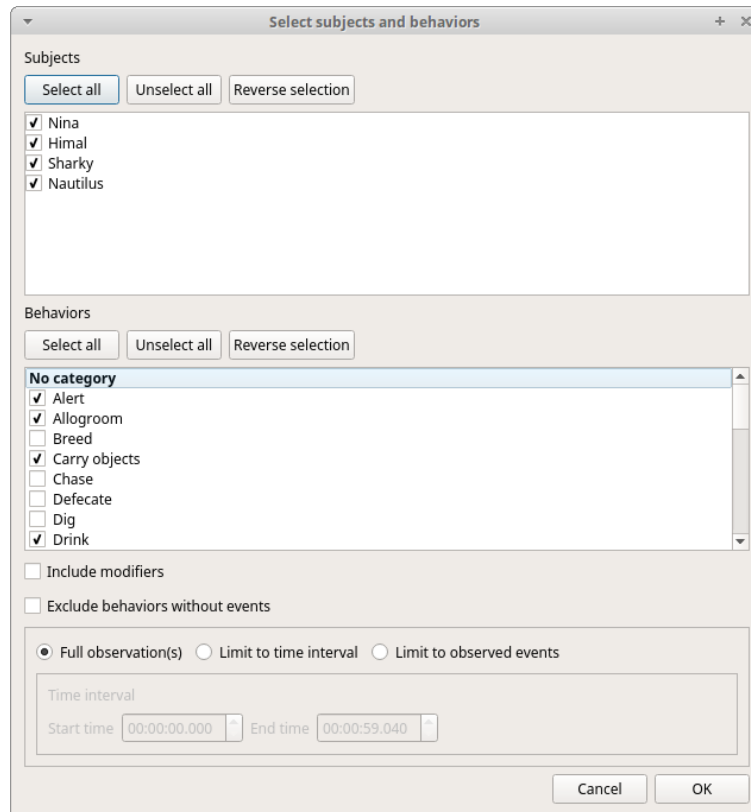 Select subjects and behaviors
Subjects
Select all Unselect all Reverse selection
Nina
Himal
Sharky
Nautilus
Behaviors
Select all Unselect all Reverse selection
No category
Alert
Allogroom
Breed
Carry objects
Chase
Defecate
Dig
Drink
Include modifiers
Exclude behaviors without events
Full observation(s) Limit to time interval Limit to observed events
Time interval
Start time 00:00:00.000 End time 00:00:59.040
Cancel OK